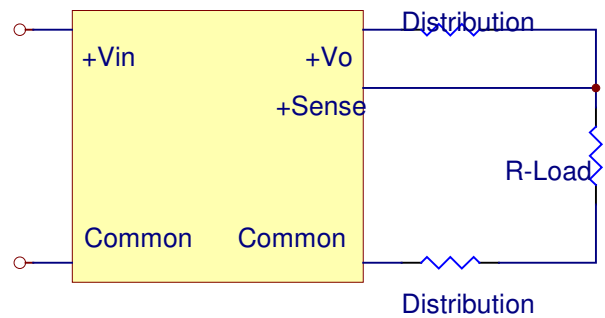 Distribution
+Vin
+Vo
+Sense
R-Load
Common
Common
Distribution